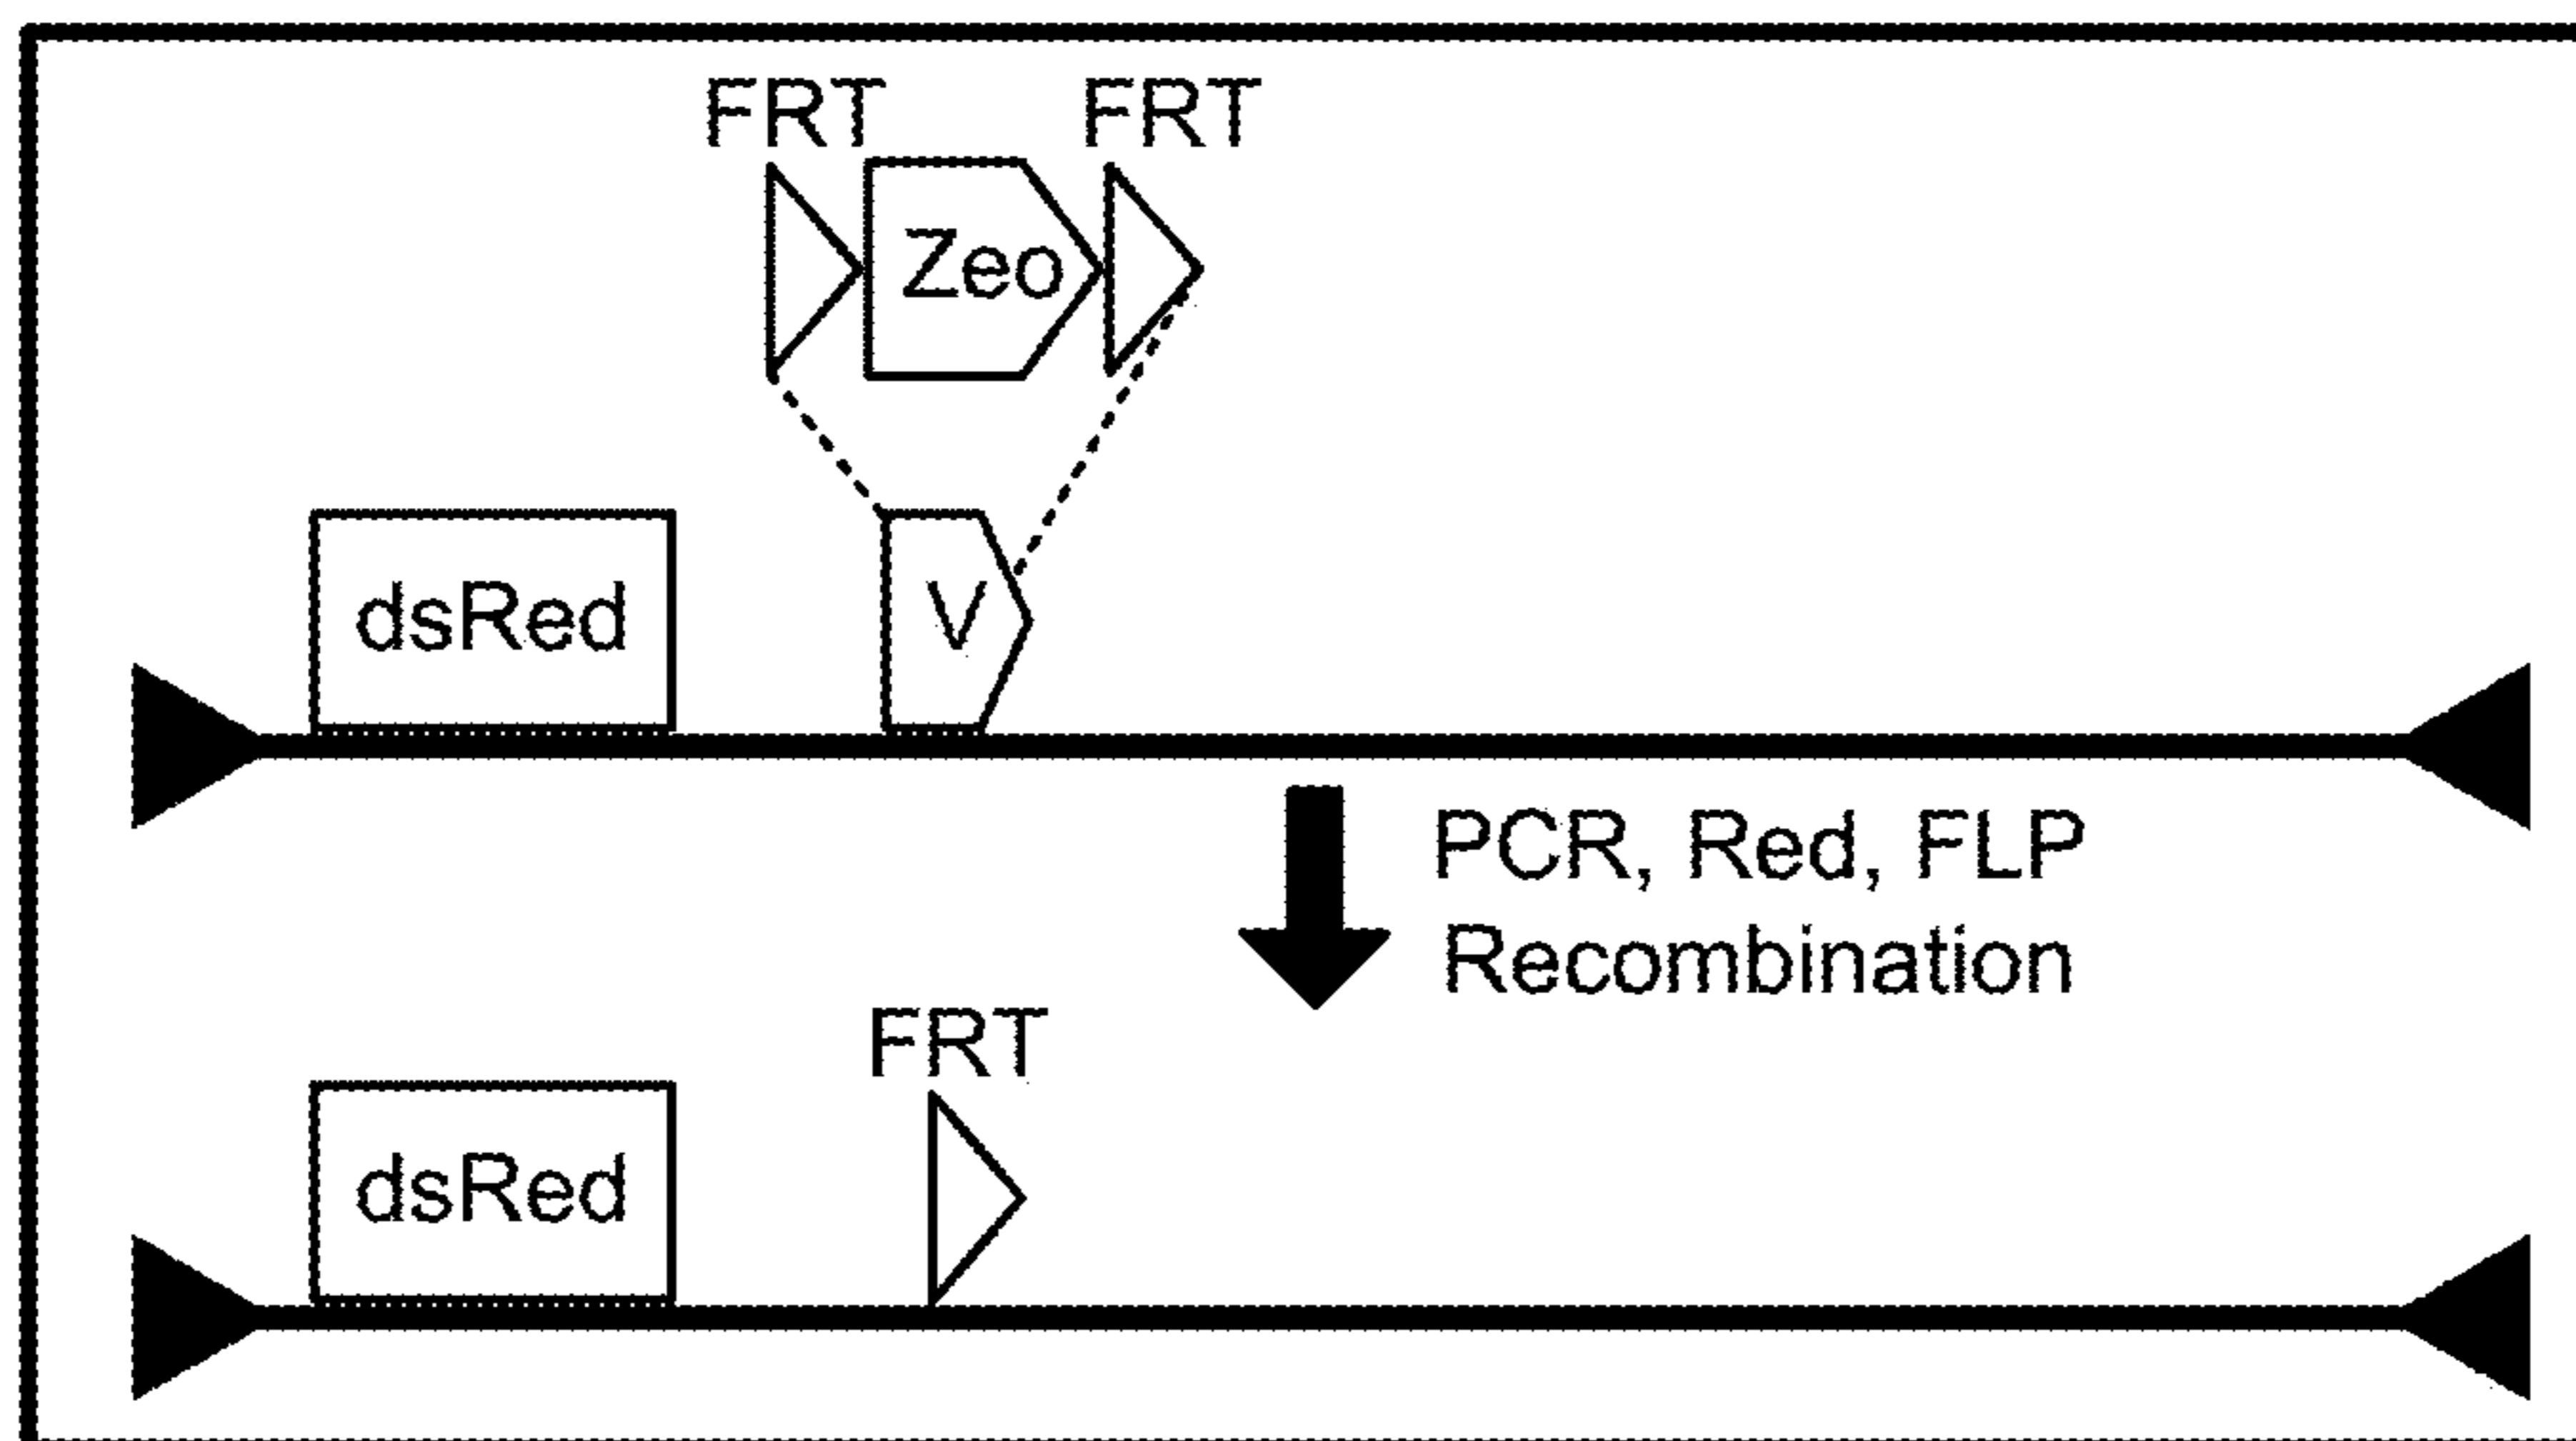 FRT FRT
Zeo
dsRed V
PCR, Red, FLP
Recombination
FRT
dsRed